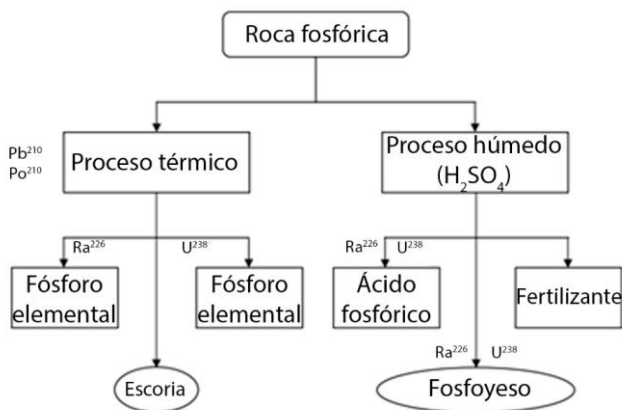 Roca fosfórica
Pb²¹⁰
Po²¹⁰
Proceso térmico
Proceso húmedo
(H₂SO₄)
Ra²²⁶
U²³⁸
Ra²²⁶
U²³⁸
Fósforo
elemental
Fósforo
elemental
Ácido
fosfórico
Fertilizante
Ra²²⁶
U²³⁸
Escoria
Fosfoyeso